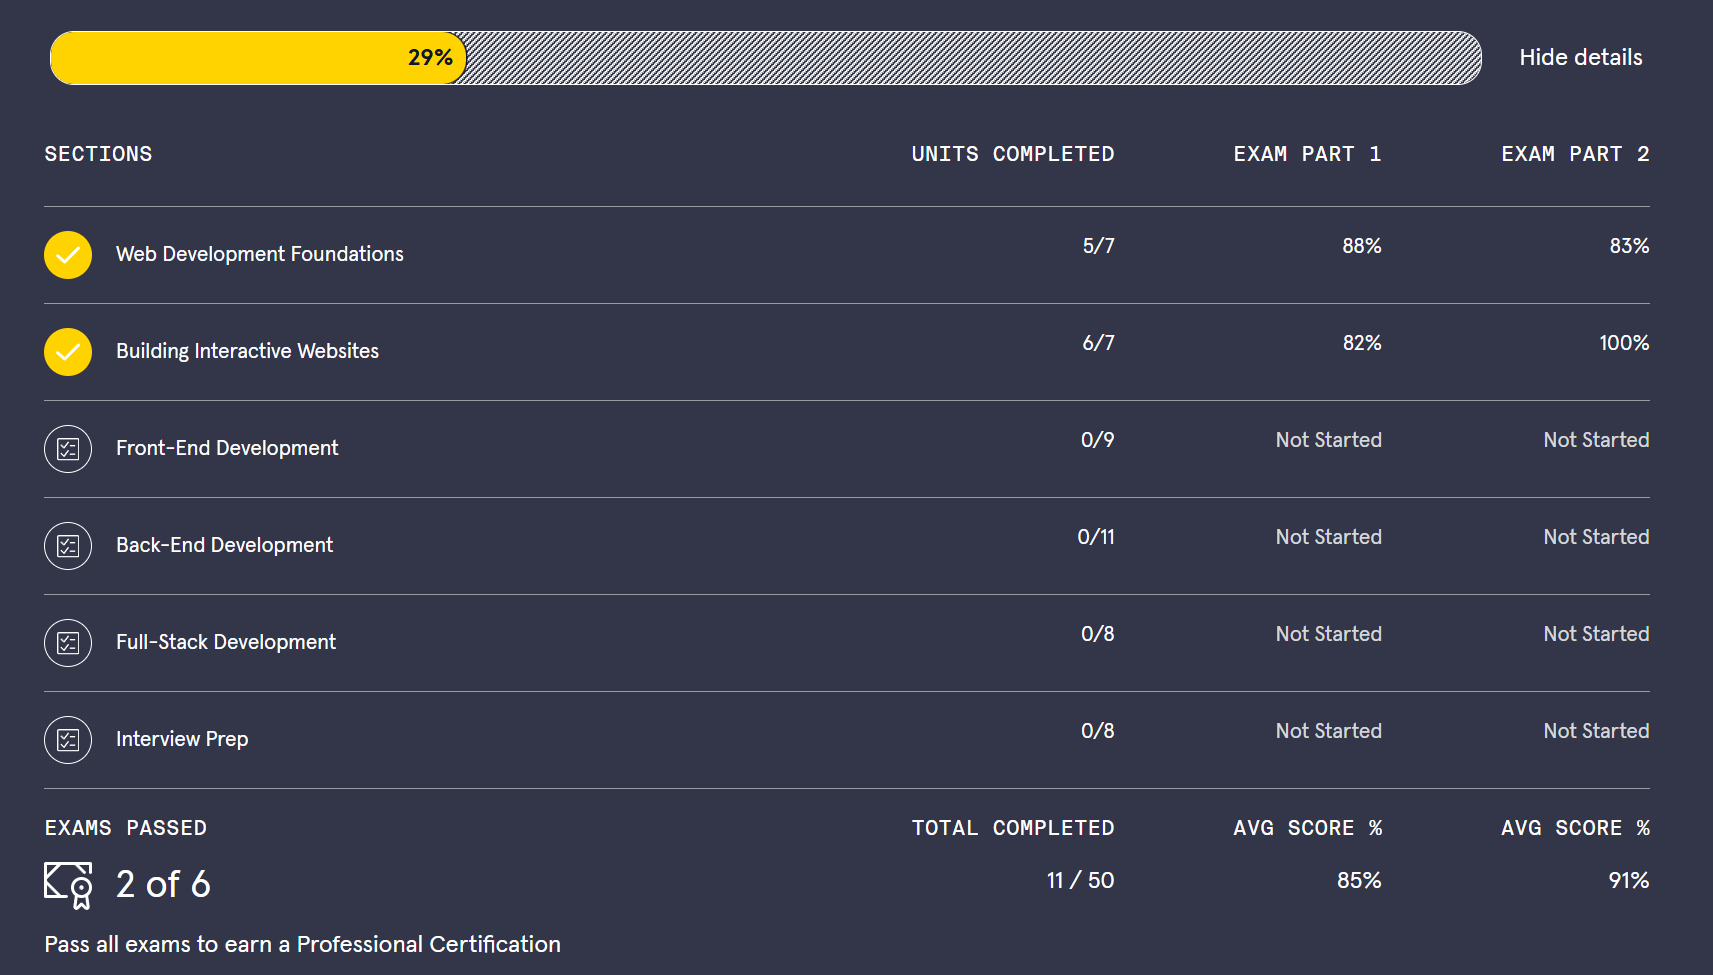 29% Hide details
SECTIONS UNITS COMPLETED EXAM PART 1 EXAM PART 2
Web Development Foundations 5/7 88% 83%
Building Interactive Websites 6/7 82% 100%
Front-End Development 0/9 Not Started Not Started
Back-End Development 0/11 Not Started Not Started
Full-Stack Development 0/8 Not Started Not Started
Interview Prep 0/8 Not Started Not Started
EXAMS PASSED TOTAL COMPLETED AVG SCORE % AVG SCORE %
2 of 6 11 / 50 85% 91%
Pass all exams to earn a Professional Certification